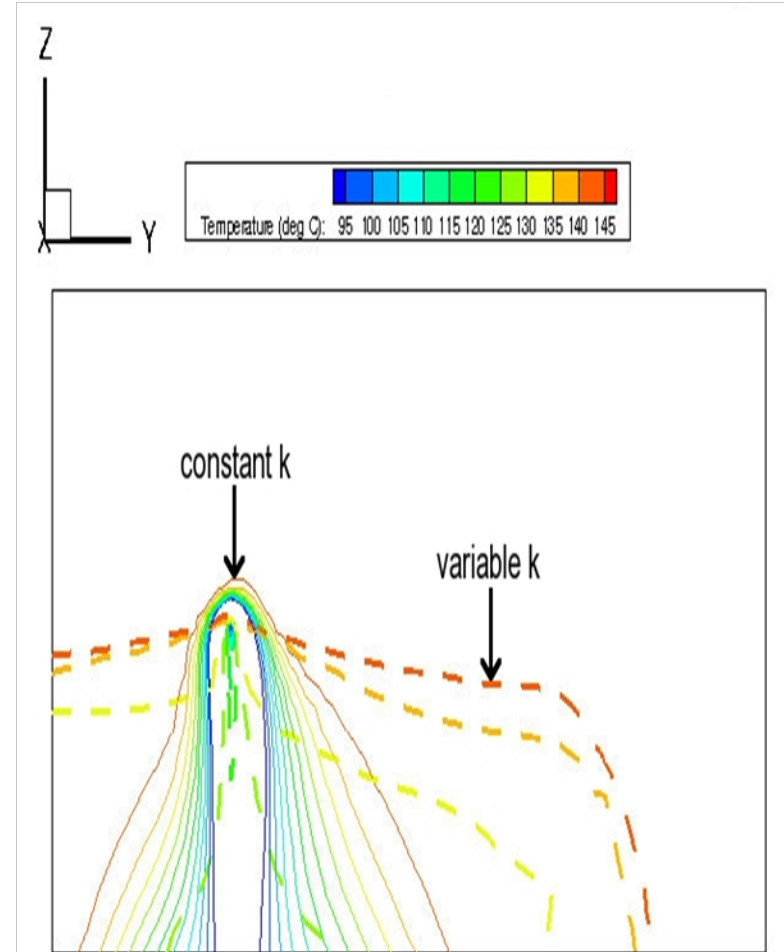 Z
X
Y
Temperature (deg C): 95 100 105 110 115 120 125 130 135 140 145
constant k
variable k